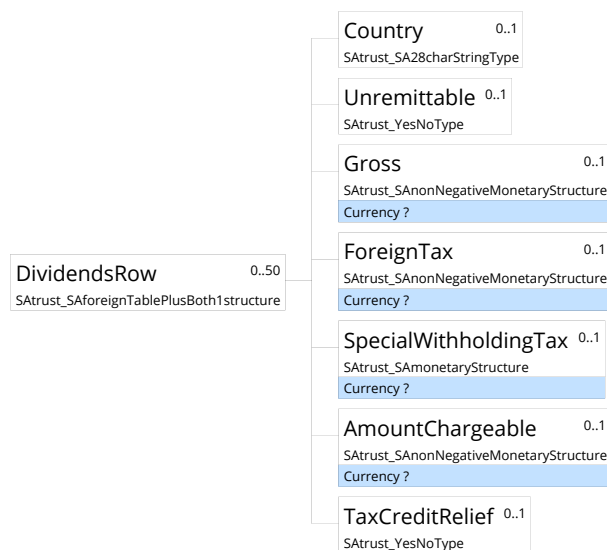 Country 0..1
SAtrust_SA28charStringType
Unremittable 0..1
SAtrust_YesNoType
Gross 0..1
SAtrust_SAnonNegativeMonetaryStructure
Currency ?
DividendsRow 0..50
SAtrust_SAforeignTablePlusBoth1structure
ForeignTax 0..1
SAtrust_SAnonNegativeMonetaryStructure
Currency ?
SpecialWithholdingTax 0..1
SAtrust_SAmonetaryStructure
Currency ?
AmountChargeable 0..1
SAtrust_SAnonNegativeMonetaryStructure
Currency ?
TaxCreditRelief 0..1
SAtrust_YesNoType